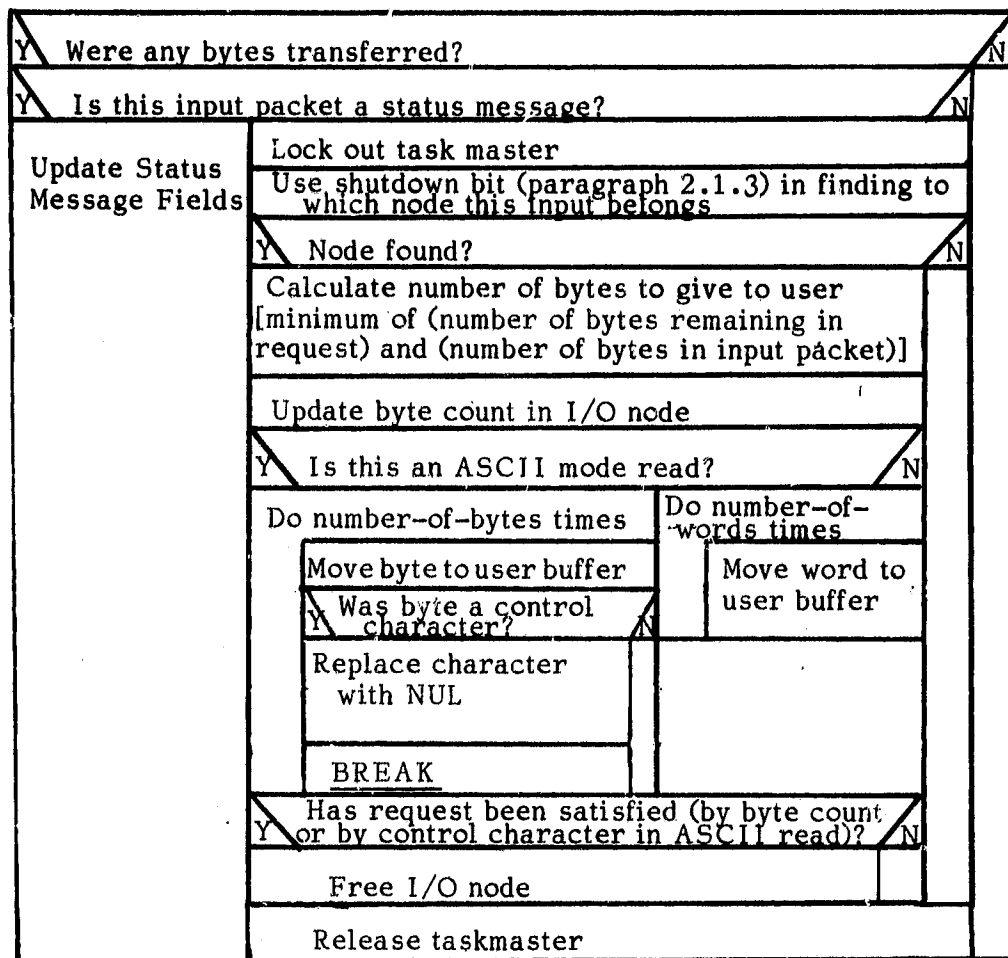 Y Were any bytes transferred? N
Y Is this input packet a status message? N
Update Status
Message Fields
Lock out task master
Use shutdown bit (paragraph 2.1.3) in finding to
which node this input belongs
Y Node found? N
Calculate number of bytes to give to user
[minimum of (number of bytes remaining in
request) and (number of bytes in input packet)]
Update byte count in I/O node
Y Is this an ASCII mode read? N
Do number-of-bytes times
Move byte to user buffer
Y Was byte a control
character? N
Replace character
with NUL
BREAK
Do number-of-
words times
Move word to
user buffer
Has request been satisfied (by byte count
Y or by control character in ASCII read)? N
Free I/O node
Release taskmaster